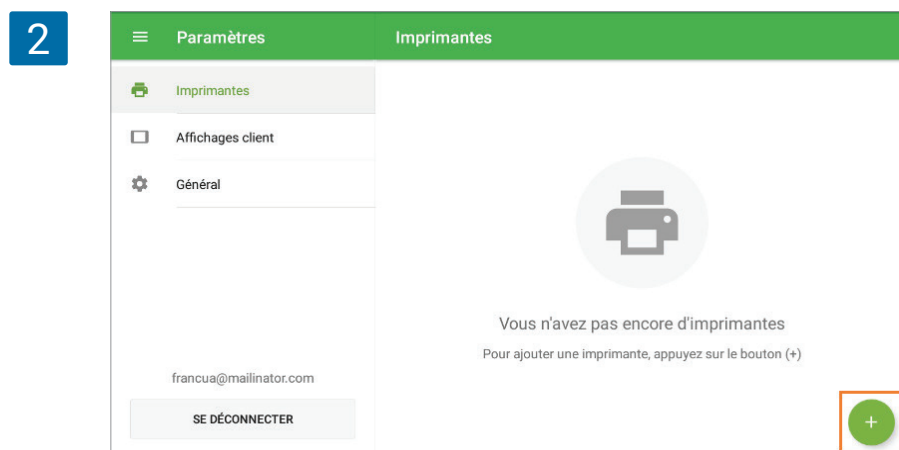 2
Paramètres
Imprimantes
Imprimantes
Affichages client
Général
Vous n'avez pas encore d'imprimantes
Pour ajouter une imprimante, appuyez sur le bouton (+)
francua@mailinator.com
SE DÉCONNECTER
+